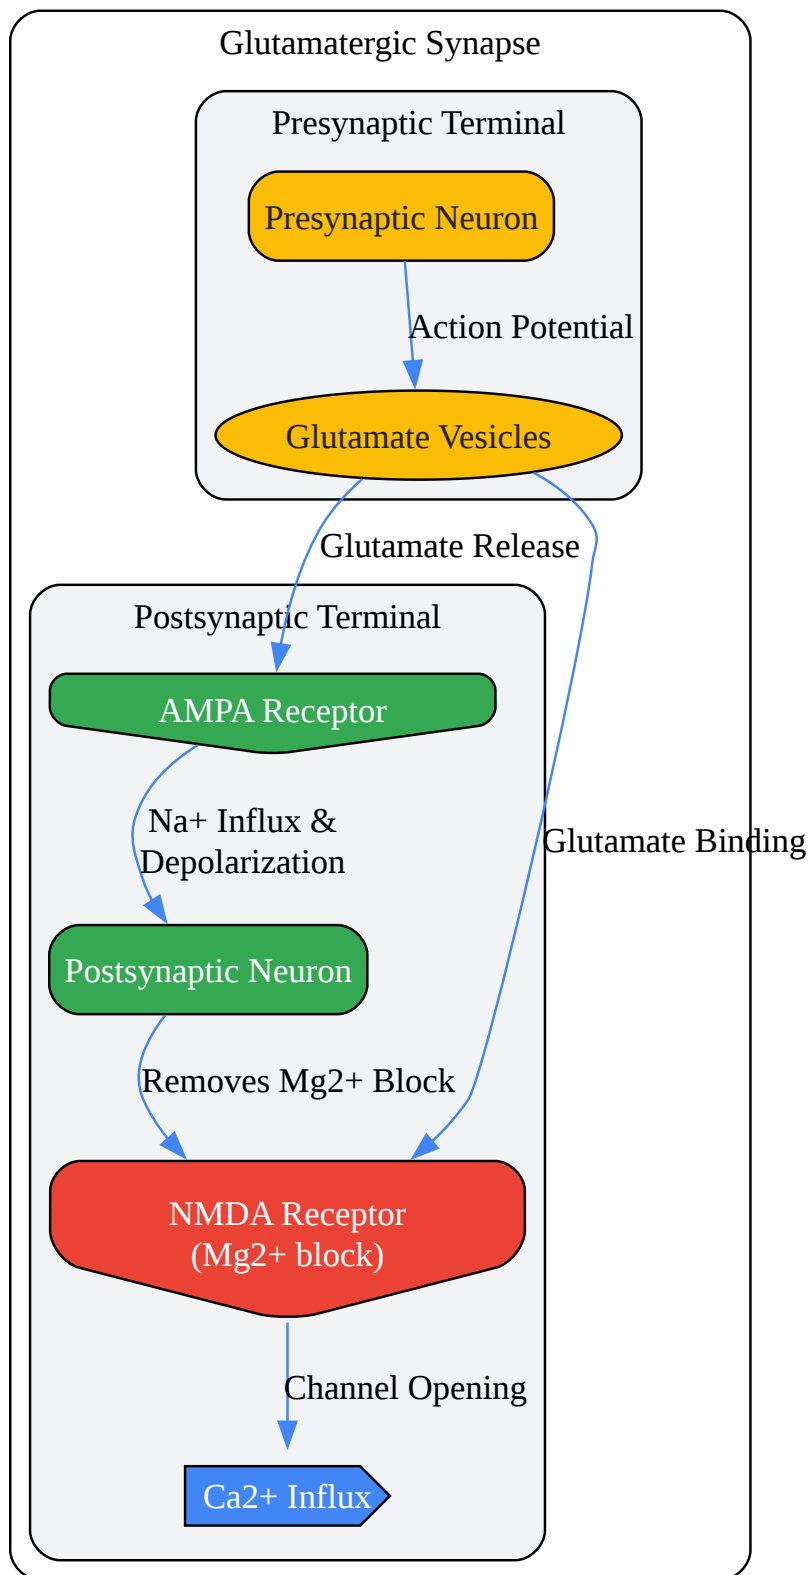 Glutamatergic Synapse
Presynaptic Terminal
Presynaptic Neuron
Action Potential
Glutamate Vesicles
Glutamate Release
Postsynaptic Terminal
AMPA Receptor
Na+ Influx &
Depolarization
Glutamate Binding
Postsynaptic Neuron
Removes Mg2+ Block
NMDA Receptor
(Mg2+ block)
Channel Opening
Ca2+ Influx